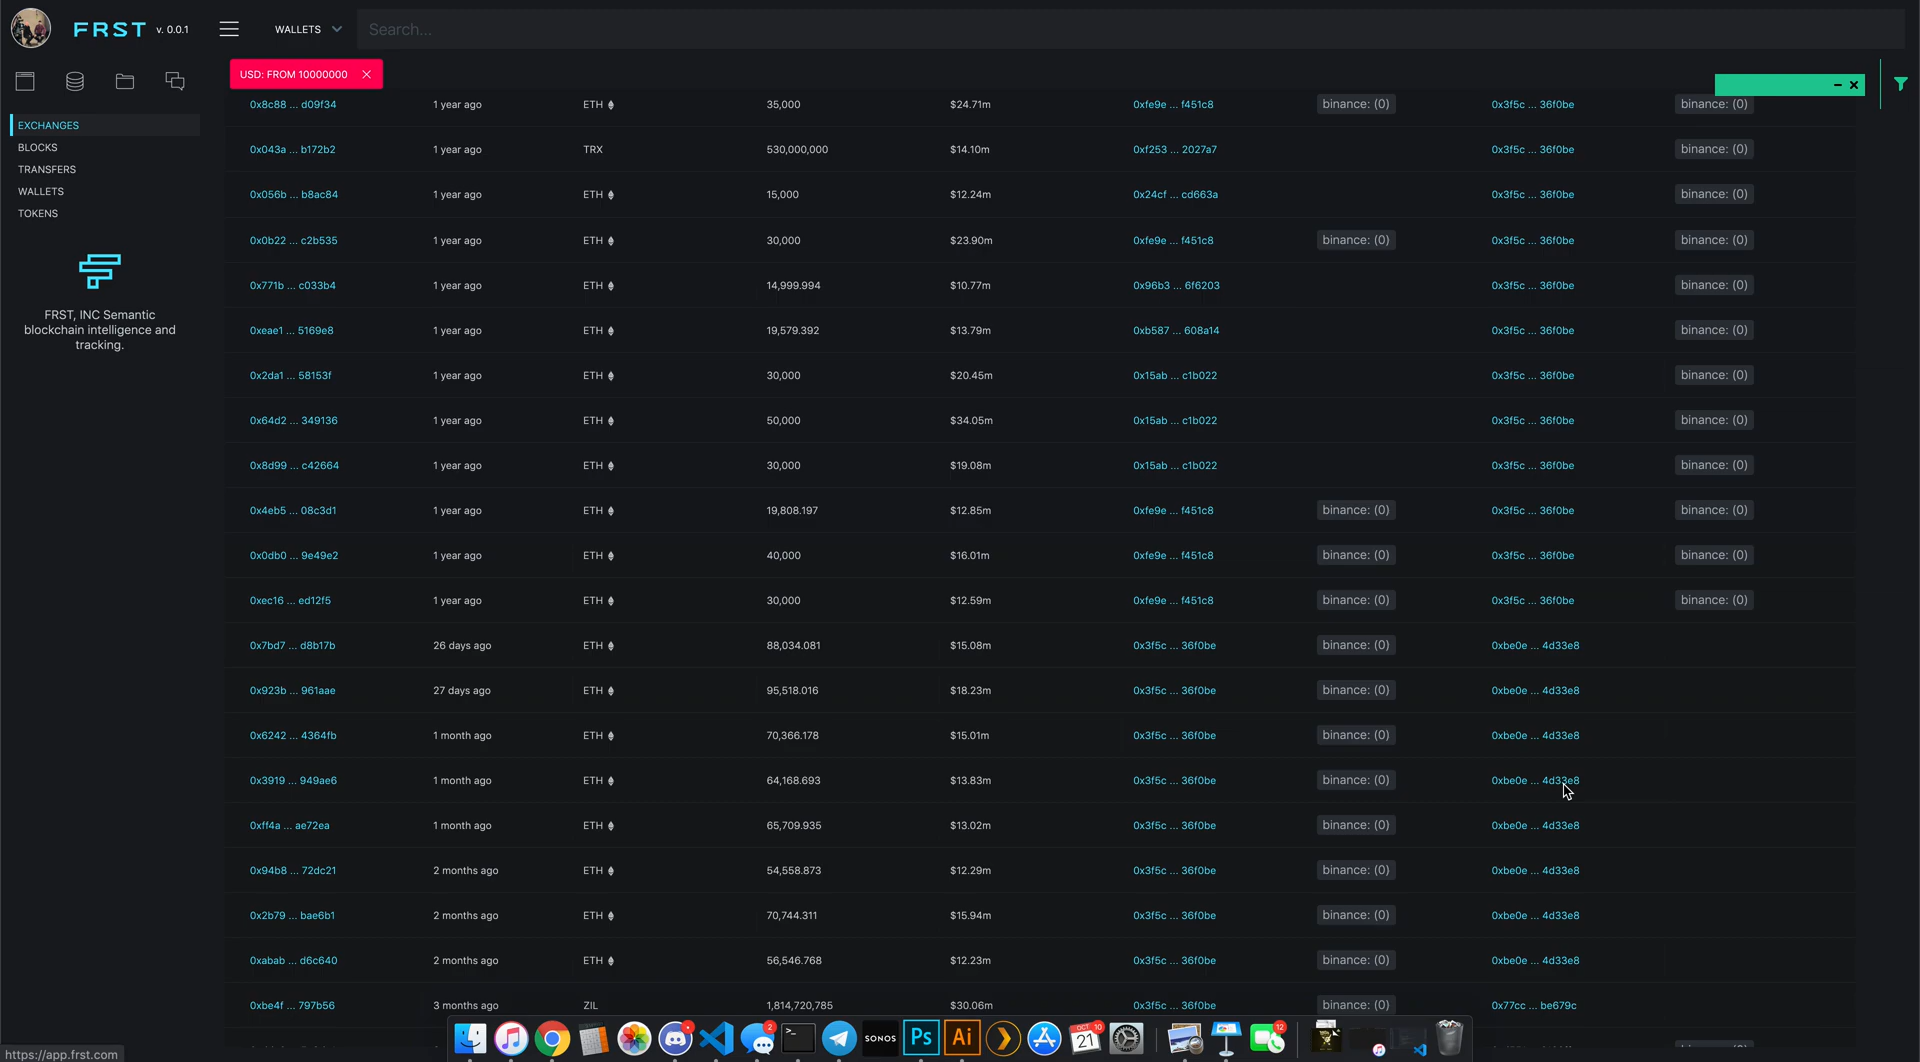 FRST v. 0.0.1 WALLETS Search...
USD: FROM 10000000
EXCHANGES
BLOCKS
TRANSFERS
WALLETS
TOKENS
FRST, INC Semantic
blockchain intelligence and
tracking.
0x8c88 ... d09f34 1 year ago ETH 35,000 $24.71m 0xfe9e ... f451c8 binance: (0) 0x3f5c ... 36f0be binance: (0)
0x043a ... b172b2 1 year ago TRX 530,000,000 $14.10m 0xf253 ... 2027a7 0x3f5c ... 36f0be binance: (0)
0x056b ... b8ac84 1 year ago ETH 15,000 $12.24m 0x24cf ... cd663a 0x3f5c ... 36f0be binance: (0)
0x0b22 ... c2b535 1 year ago ETH 30,000 $23.90m 0xfe9e ... f451c8 binance: (0) 0x3f5c ... 36f0be binance: (0)
0x771b ... c033b4 1 year ago ETH 14,999.994 $10.77m 0x96b3 ... 6f6203 0x3f5c ... 36f0be binance: (0)
0xeae1 ... 5169e8 1 year ago ETH 19,579.392 $13.79m 0xb587 ... 608a14 0x3f5c ... 36f0be binance: (0)
0x2da1 ... 58153f 1 year ago ETH 30,000 $20.45m 0x15ab ... c1b022 0x3f5c ... 36f0be binance: (0)
0x64d2 ... 349136 1 year ago ETH 50,000 $34.05m 0x15ab ... c1b022 0x3f5c ... 36f0be binance: (0)
0x8d99 ... c42664 1 year ago ETH 30,000 $19.08m 0x15ab ... c1b022 0x3f5c ... 36f0be binance: (0)
0x4eb5 ... 08c3d1 1 year ago ETH 19,808.197 $12.85m 0xfe9e ... f451c8 binance: (0) 0x3f5c ... 36f0be binance: (0)
0x0db0 ... 9e49e2 1 year ago ETH 40,000 $16.01m 0xfe9e ... f451c8 binance: (0) 0x3f5c ... 36f0be binance: (0)
0xec16 ... ed12f5 1 year ago ETH 30,000 $12.59m 0xfe9e ... f451c8 binance: (0) 0x3f5c ... 36f0be binance: (0)
0x7bd7 ... d8b17b 26 days ago ETH 88,034.081 $15.08m 0x3f5c ... 36f0be binance: (0) 0xbe0e ... 4d33e8
0x923b ... 961aae 27 days ago ETH 95,518.016 $18.23m 0x3f5c ... 36f0be binance: (0) 0xbe0e ... 4d33e8
0x6242 ... 4364fb 1 month ago ETH 70,366.178 $15.01m 0x3f5c ... 36f0be binance: (0) 0xbe0e ... 4d33e8
0x3919 ... 949ae6 1 month ago ETH 64,168.693 $13.83m 0x3f5c ... 36f0be binance: (0) 0xbe0e ... 4d33e8
0xff4a ... ae72ea 1 month ago ETH 65,709.935 $13.02m 0x3f5c ... 36f0be binance: (0) 0xbe0e ... 4d33e8
0x94b8 ... 72dc21 2 months ago ETH 54,558.873 $12.29m 0x3f5c ... 36f0be binance: (0) 0xbe0e ... 4d33e8
0x2b79 ... bae6b1 2 months ago ETH 70,744.311 $15.94m 0x3f5c ... 36f0be binance: (0) 0xbe0e ... 4d33e8
0xabab ... d6c640 2 months ago ETH 56,546.768 $12.23m 0x3f5c ... 36f0be binance: (0) 0xbe0e ... 4d33e8
0xbe4f ... 797b56 3 months ago ZIL 1,814,720,785 $30.06m 0x3f5c ... 36f0be binance: (0) 0x77cc ... be679c
2 SONOS Ps Ai OCT 10 21 12
https://app.frst.com